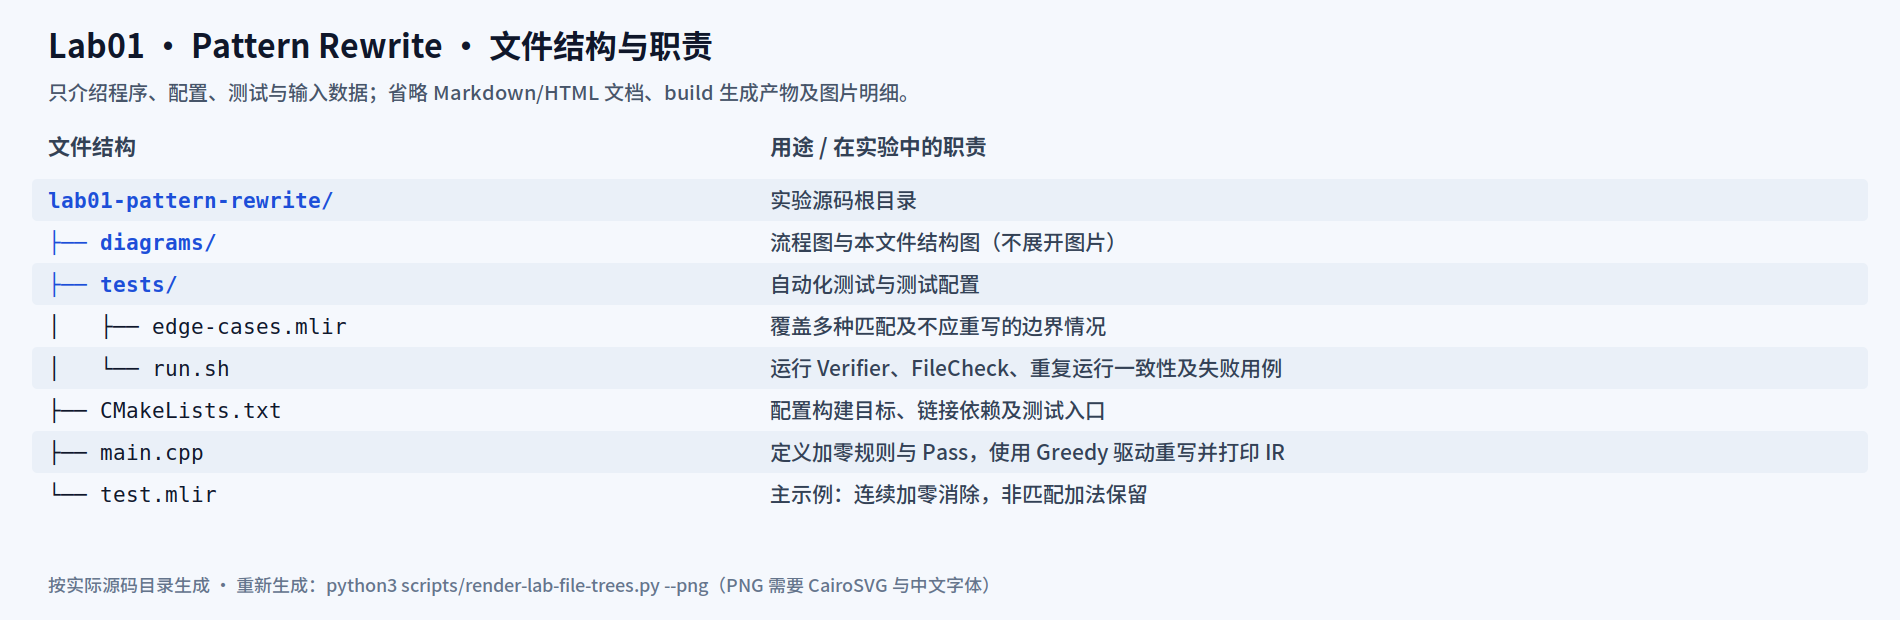 Lab01 · Pattern Rewrite · 文件结构与职责
只介绍程序、配置、测试与输入数据；省略 Markdown/HTML 文档、build 生成产物及图片明细。
文件结构 用途 / 在实验中的职责
lab01-pattern-rewrite/ 实验源码根目录
├── diagrams/ 流程图与本文件结构图（不展开图片）
├── tests/ 自动化测试与测试配置
│   ├── edge-cases.mlir 覆盖多种匹配及不应重写的边界情况
│   └── run.sh 运行 Verifier、FileCheck、重复运行一致性及失败用例
├── CMakeLists.txt 配置构建目标、链接依赖及测试入口
├── main.cpp 定义加零规则与 Pass，使用 Greedy 驱动重写并打印 IR
└── test.mlir 主示例：连续加零消除，非匹配加法保留
按实际源码目录生成 · 重新生成：python3 scripts/render-lab-file-trees.py --png（PNG 需要 CairoSVG 与中文字体）